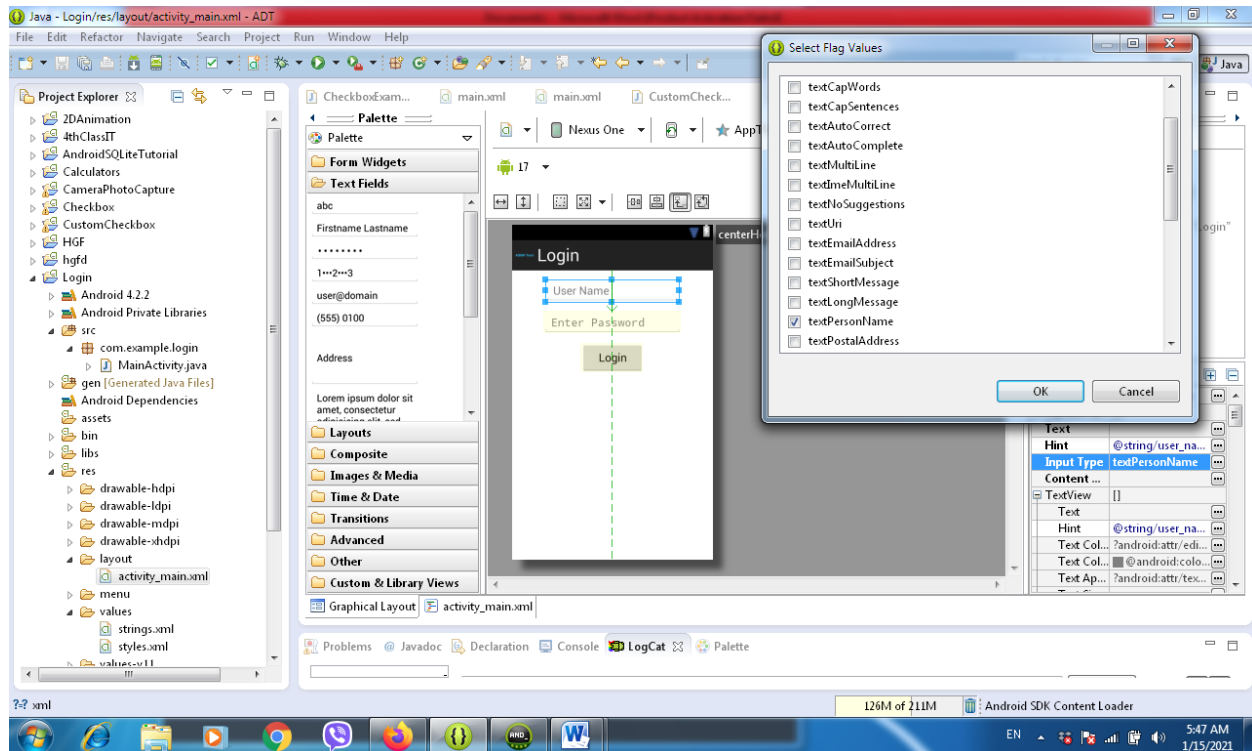 Java - Login/res/layout/activity_main.xml - ADT
File Edit Refactor Navigate Search Project Run Window Help
Java
Project Explorer
2DAnimation
4thClassIT
AndroidSQLiteTutorial
Calculators
CameraPhotoCapture
Checkbox
CustomCheckbox
HGF
hgfd
Login
Android 4.2.2
Android Private Libraries
src
com.example.login
MainActivity.java
gen [Generated Java Files]
Android Dependencies
assets
bin
libs
res
drawable-hdpi
drawable-ldpi
drawable-mdpi
drawable-xhdpi
layout
activity_main.xml
menu
values
strings.xml
styles.xml
values-v11
CheckboxExam... main.xml main.xml CustomCheck...
Palette
Palette
Form Widgets
Text Fields
abc
Firstname Lastname
1···2···3
user@domain
(555) 0100
Address
Lorem ipsum dolor sit
amet, consectetur
Layouts
Composite
Images & Media
Time & Date
Transitions
Advanced
Other
Custom & Library Views
Nexus One AppT
17
centerH
Login
User Name
Enter Password
Login
Graphical Layout activity_main.xml
Select Flag Values
textCapWords
textCapSentences
textAutoCorrect
textAutoComplete
textMultiLine
textImeMultiLine
textNoSuggestions
textUri
textEmailAddress
textEmailSubject
textShortMessage
textLongMessage
textPersonName
textPostalAddress
OK Cancel
ogin"
Text
Hint @string/user_na...
Input Type textPersonName
Content ...
TextView []
Text
Hint @string/user_na...
Text Col... ?android:attr/edi...
Text Col... @android:colo...
Text Ap... ?android:attr/tex...
Problems Javadoc Declaration Console LogCat Palette
xml
126M of 211M Android SDK Content Loader
EN 5:47 AM
1/15/2021